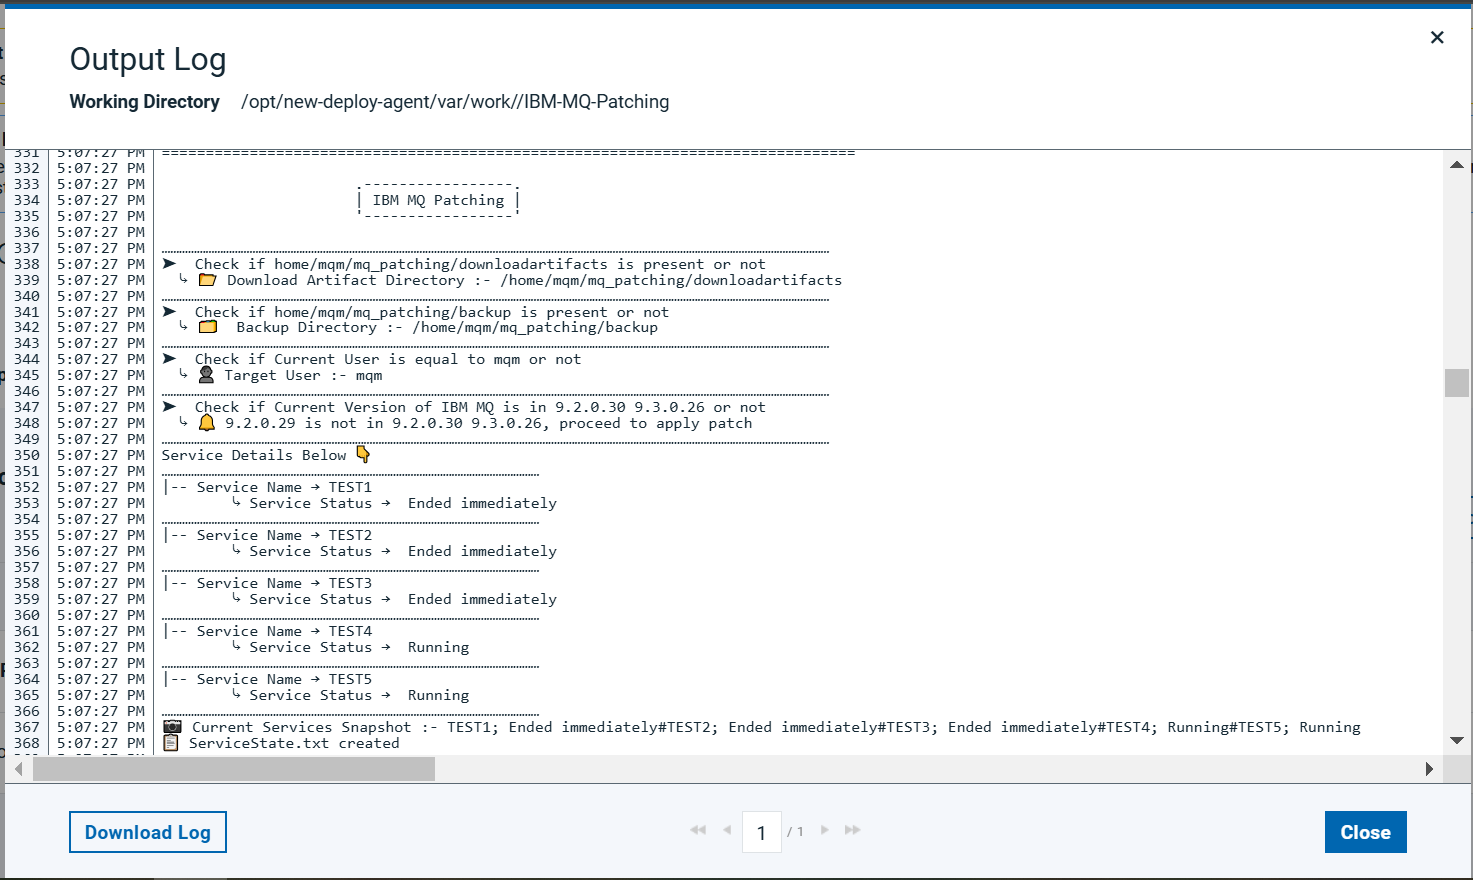 Output Log
Working Directory /opt/new-deploy-agent/var/work//IBM-MQ-Patching
331 5:07:27 PM ===============================================================================
332 5:07:27 PM
333 5:07:27 PM .-----------------.
334 5:07:27 PM | IBM MQ Patching |
335 5:07:27 PM '-----------------'
336 5:07:27 PM
337 5:07:27 PM
338 5:07:27 PM ➤ Check if home/mqm/mq_patching/downloadartifacts is present or not
339 5:07:27 PM ↳ 📂 Download Artifact Directory :- /home/mqm/mq_patching/downloadartifacts
340 5:07:27 PM
341 5:07:27 PM ➤ Check if home/mqm/mq_patching/backup is present or not
342 5:07:27 PM ↳ 🗂 Backup Directory :- /home/mqm/mq_patching/backup
343 5:07:27 PM
344 5:07:27 PM ➤ Check if Current User is equal to mqm or not
345 5:07:27 PM ↳ 👤 Target User :- mqm
346 5:07:27 PM
347 5:07:27 PM ➤ Check if Current Version of IBM MQ is in 9.2.0.30 9.3.0.26 or not
348 5:07:27 PM ↳ 🔔 9.2.0.29 is not in 9.2.0.30 9.3.0.26, proceed to apply patch
349 5:07:27 PM
350 5:07:27 PM Service Details Below 👇
351 5:07:27 PM
352 5:07:27 PM |-- Service Name → TEST1
353 5:07:27 PM ↳ Service Status → Ended immediately
354 5:07:27 PM
355 5:07:27 PM |-- Service Name → TEST2
356 5:07:27 PM ↳ Service Status → Ended immediately
357 5:07:27 PM
358 5:07:27 PM |-- Service Name → TEST3
359 5:07:27 PM ↳ Service Status → Ended immediately
360 5:07:27 PM
361 5:07:27 PM |-- Service Name → TEST4
362 5:07:27 PM ↳ Service Status → Running
363 5:07:27 PM
364 5:07:27 PM |-- Service Name → TEST5
365 5:07:27 PM ↳ Service Status → Running
366 5:07:27 PM
367 5:07:27 PM 📷 Current Services Snapshot :- TEST1; Ended immediately#TEST2; Ended immediately#TEST3; Ended immediately#TEST4; Running#TEST5; Running
368 5:07:27 PM 📋 ServiceState.txt created
Download Log
1 / 1
Close